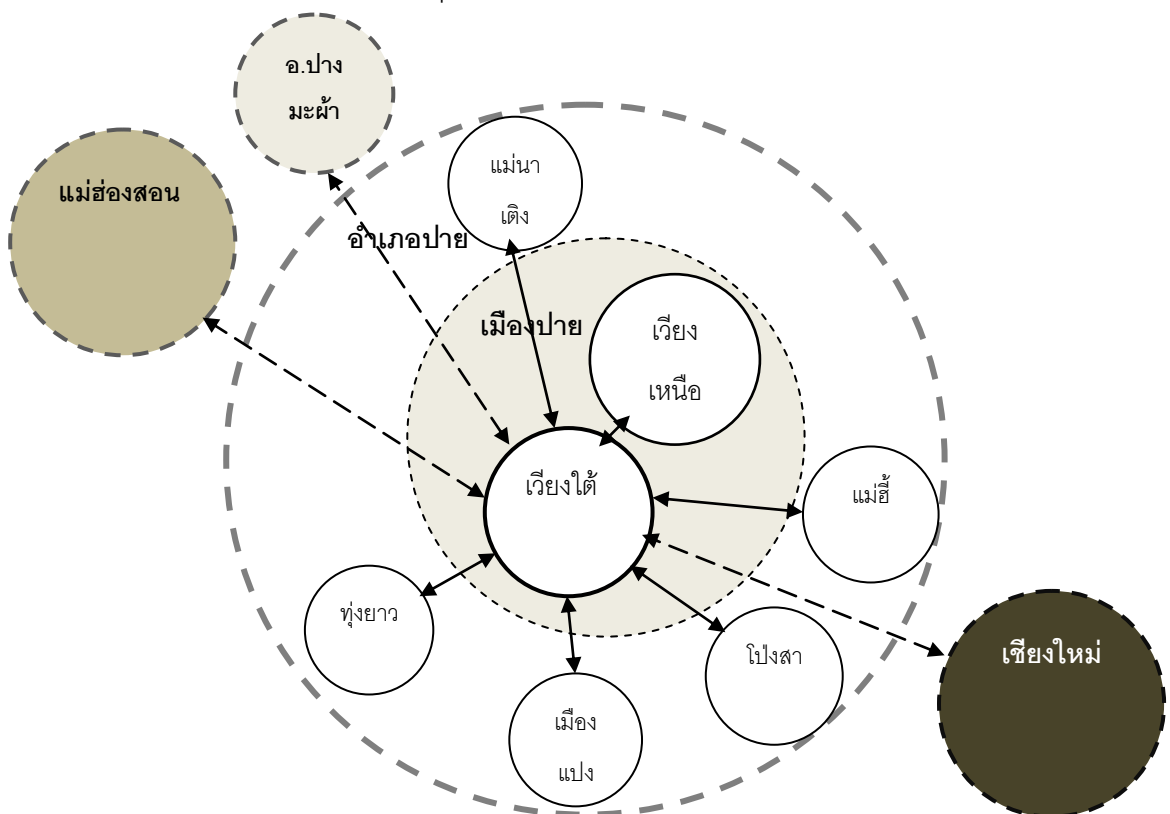 อ.ปาง
มะผ้า
แม่ฮ่องสอน
แม่นา
เติง
อำเภอปาย
เมืองปาย
เวียง
เหนือ
เวียงใต้
แม่ฮี้
ทุ่งยาว
โป่งสา
เมือง
แปง
เชียงใหม่